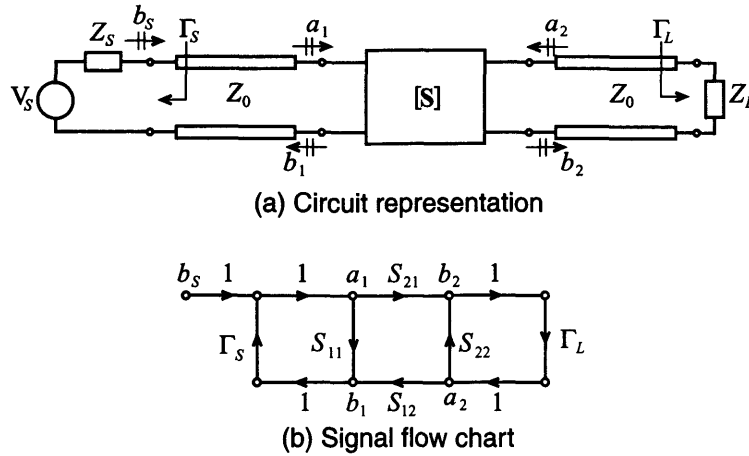 b_S Γ_S a_1 a_2 Γ_L
Z_S
V_S Z_0 [S] Z_0
b_1 b_2
(a) Circuit representation
b_S 1 1 a_1 S_21 b_2 1
Γ_S S_11 S_22 Γ_L
1 b_1 S_12 a_2 1
(b) Signal flow chart